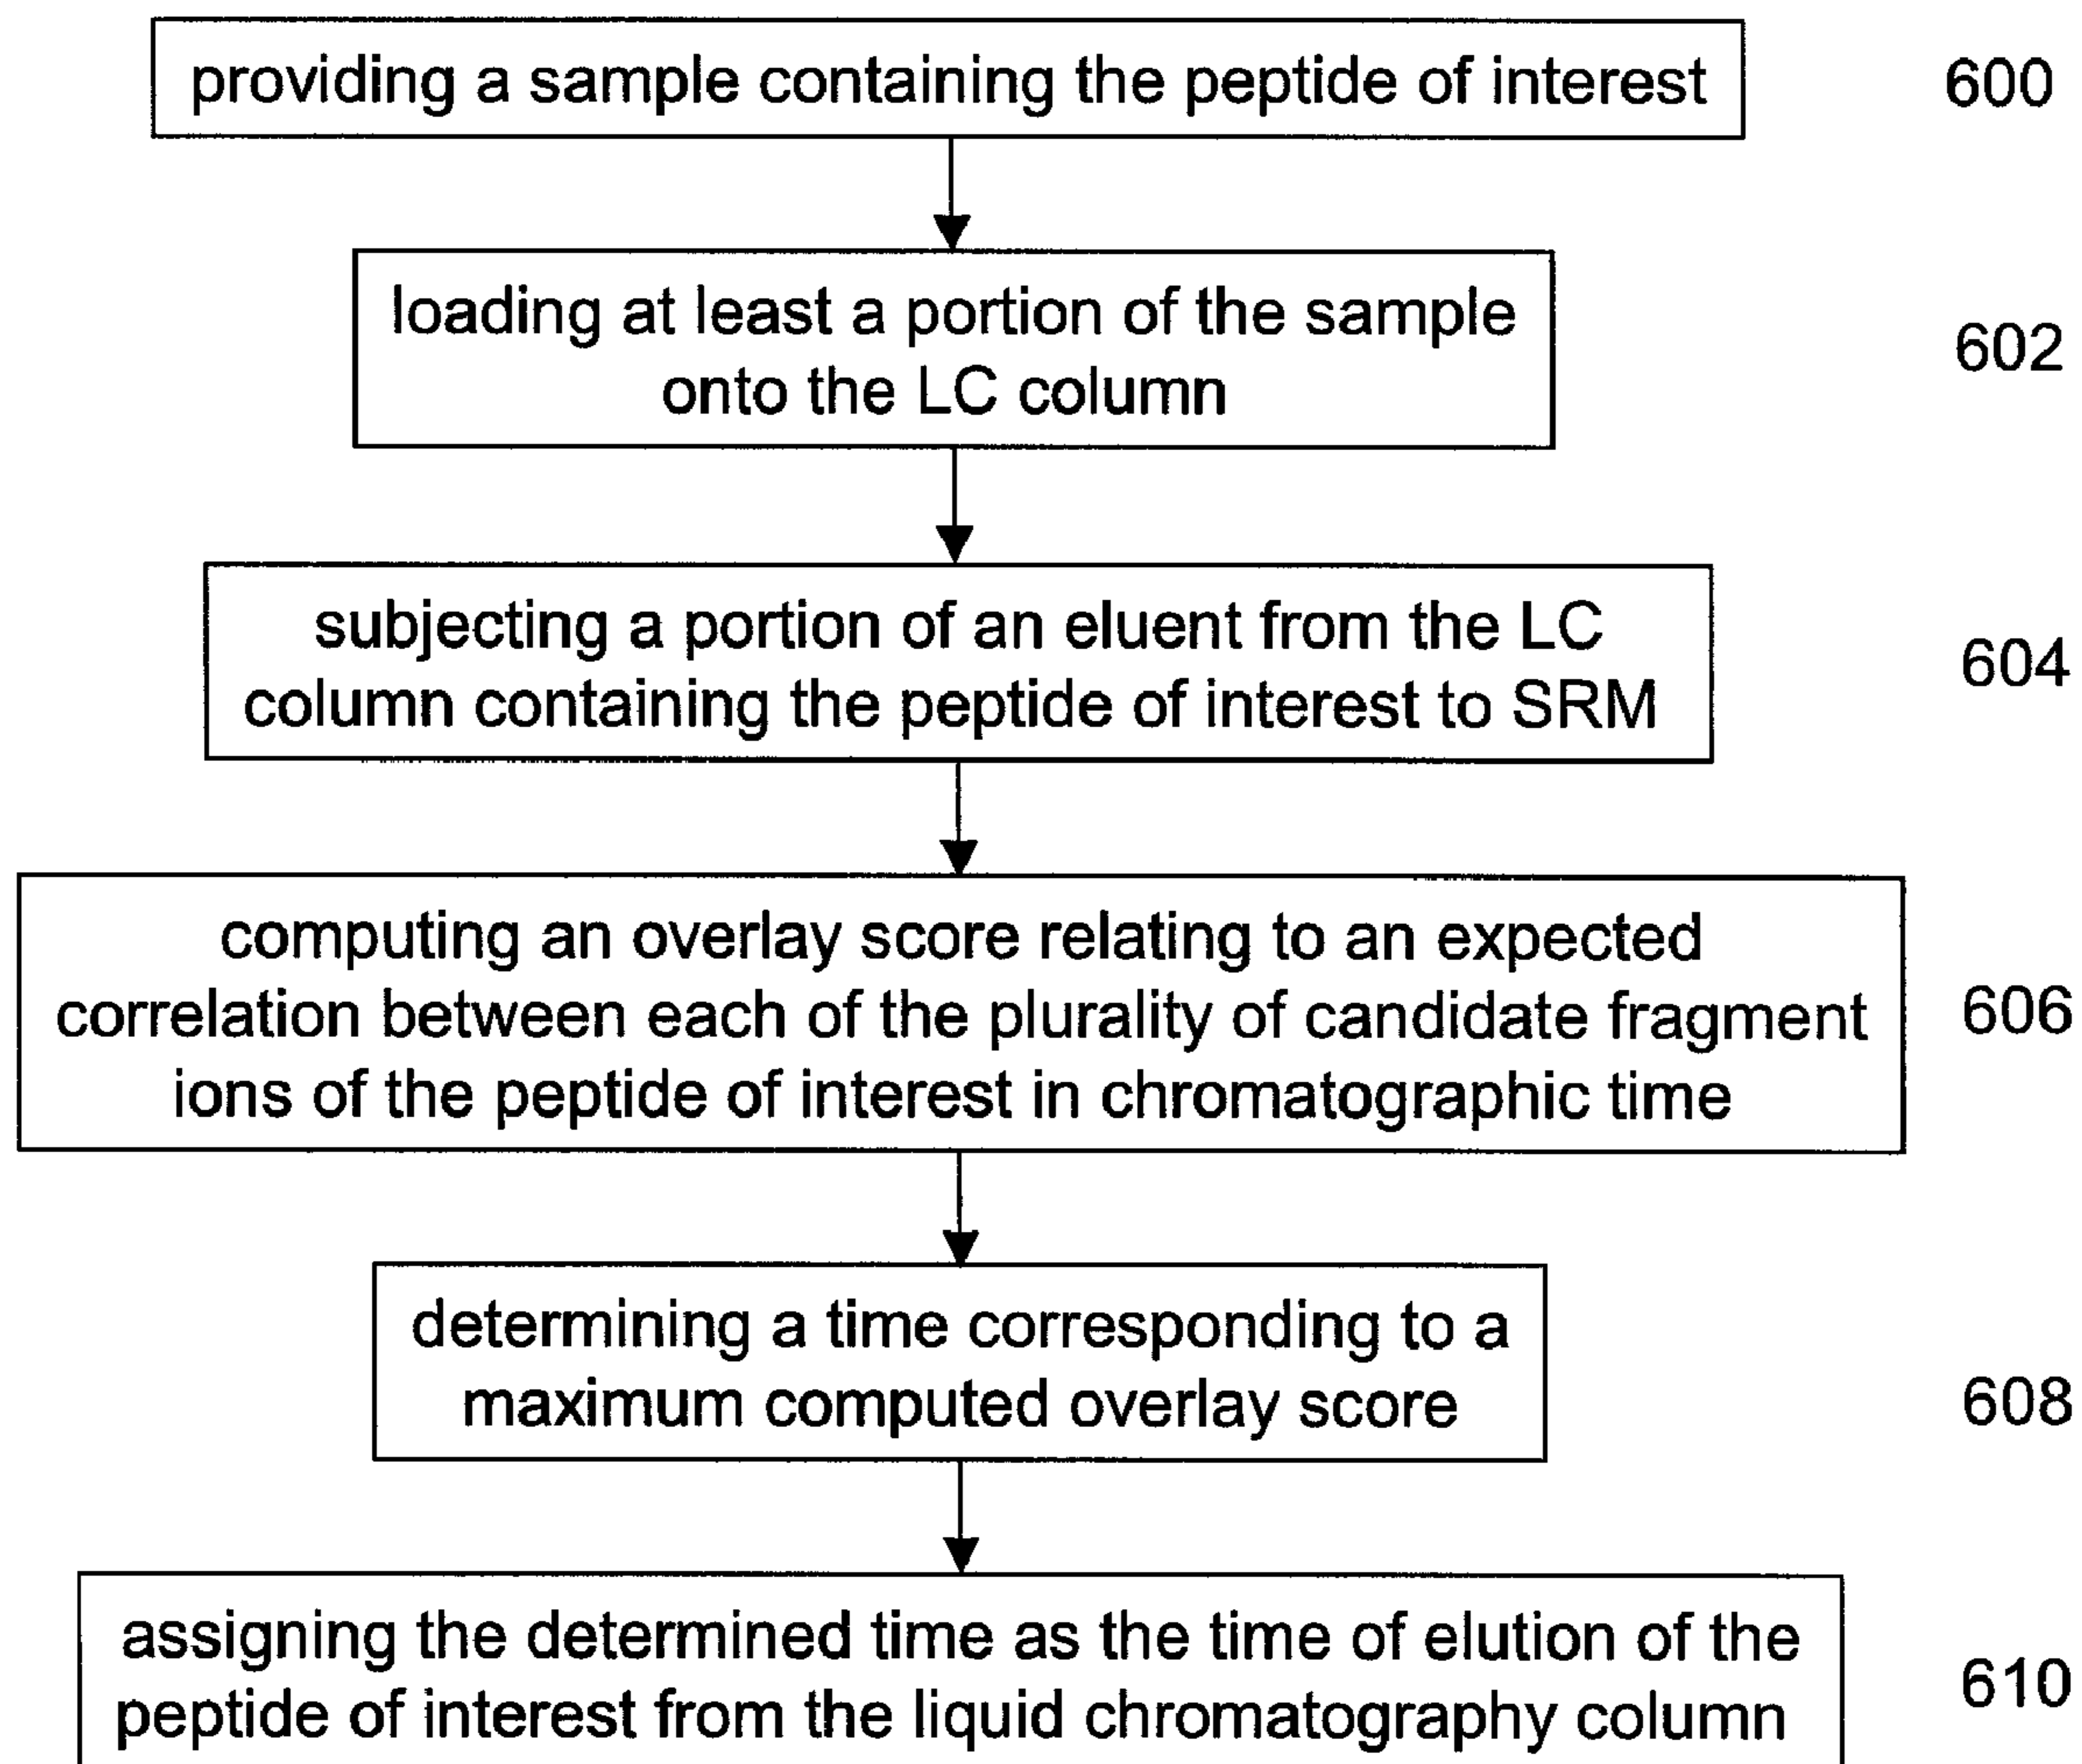 providing a sample containing the peptide of interest
600
loading at least a portion of the sample
onto the LC column
602
subjecting a portion of an eluent from the LC
column containing the peptide of interest to SRM
604
computing an overlay score relating to an expected
correlation between each of the plurality of candidate fragment
ions of the peptide of interest in chromatographic time
606
determining a time corresponding to a
maximum computed overlay score
608
assigning the determined time as the time of elution of the
peptide of interest from the liquid chromatography column
610